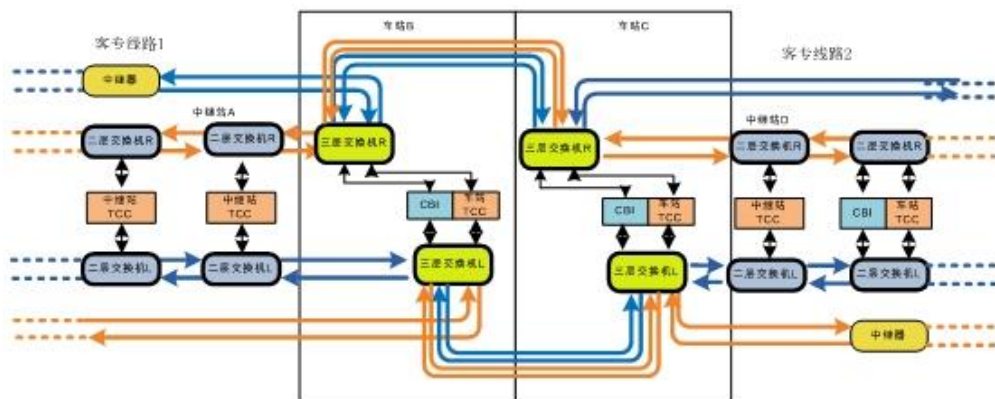 车站B
车站C
客专线路1
客专线路2
中继器
中继站A
中继站D
二层交换机R
二层交换机R
三层交换机R
三层交换机R
二层交换机R
二层交换机R
中继站
TCC
中继站
TCC
CBI
车站
TCC
CBI
车站
TCC
中继站
TCC
CBI
车站
TCC
二层交换机L
二层交换机L
三层交换机L
三层交换机L
二层交换机L
二层交换机L
中继器